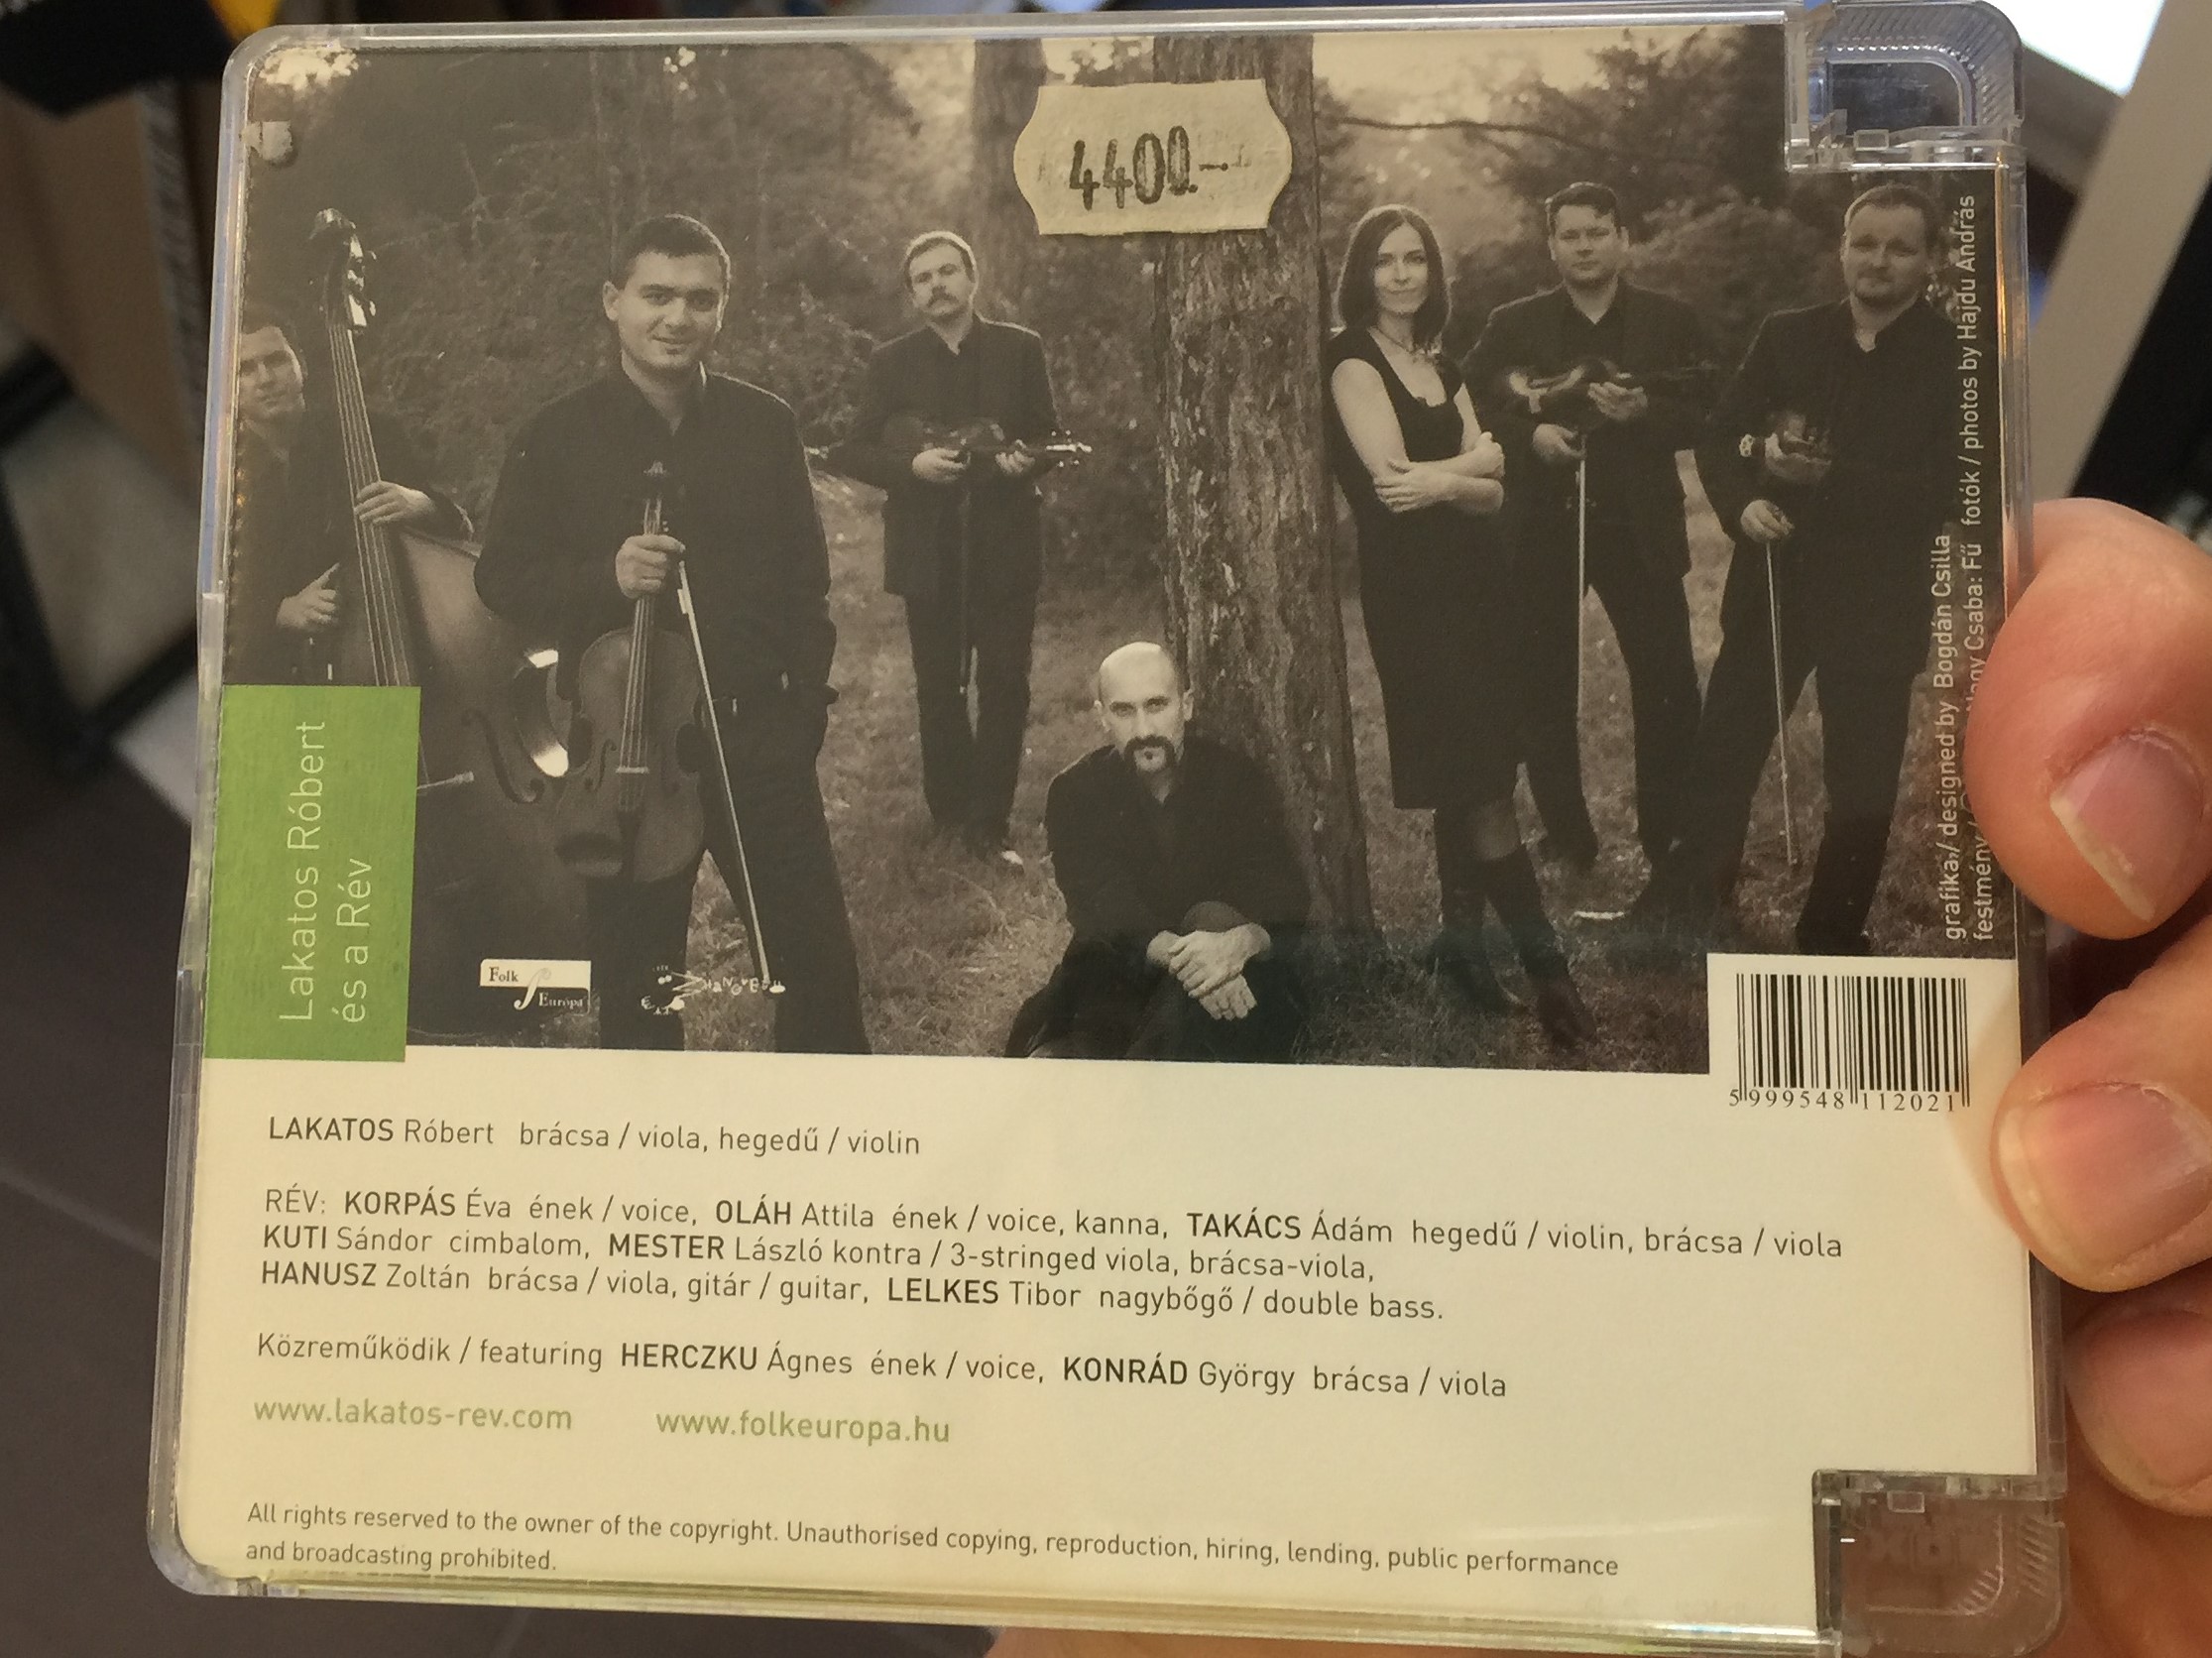 4400.-
Lakatos Róbert
és a Rév
Folk
Európa
grafika / designed by Bogdán Csilla
festmény /
Csaba: Fű fotók / photos by Hajdu András
5 999548 112021
LAKATOS Róbert brácsa / viola, hegedű / violin
RÉV: KORPÁS Éva ének / voice, OLÁH Attila ének / voice, kanna, TAKÁCS Ádám hegedű / violin, brácsa / viola
KUTI Sándor cimbalom, MESTER László kontra / 3-stringed viola, brácsa-viola,
HANUSZ Zoltán brácsa / viola, gitár / guitar, LELKES Tibor nagybőgő / double bass.
Közreműködik / featuring HERCZKU Ágnes ének / voice, KONRÁD György brácsa / viola
www.lakatos-rev.com www.folkeuropa.hu
All rights reserved to the owner of the copyright. Unauthorised copying, reproduction, hiring, lending, public performance
and broadcasting prohibited.